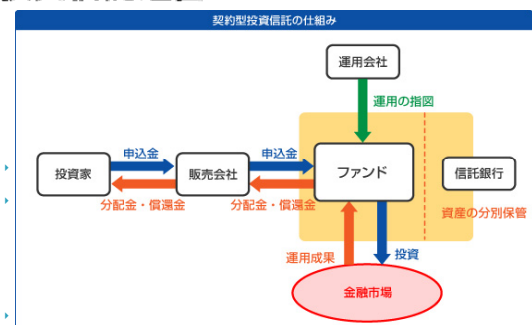 契約型投資信託の仕組み
運用会社
運用の指図
申込金
申込金
投資家
販売会社
ファンド
信託銀行
分配金・償還金
分配金・償還金
資産の分別保管
運用成果
投資
金融市場